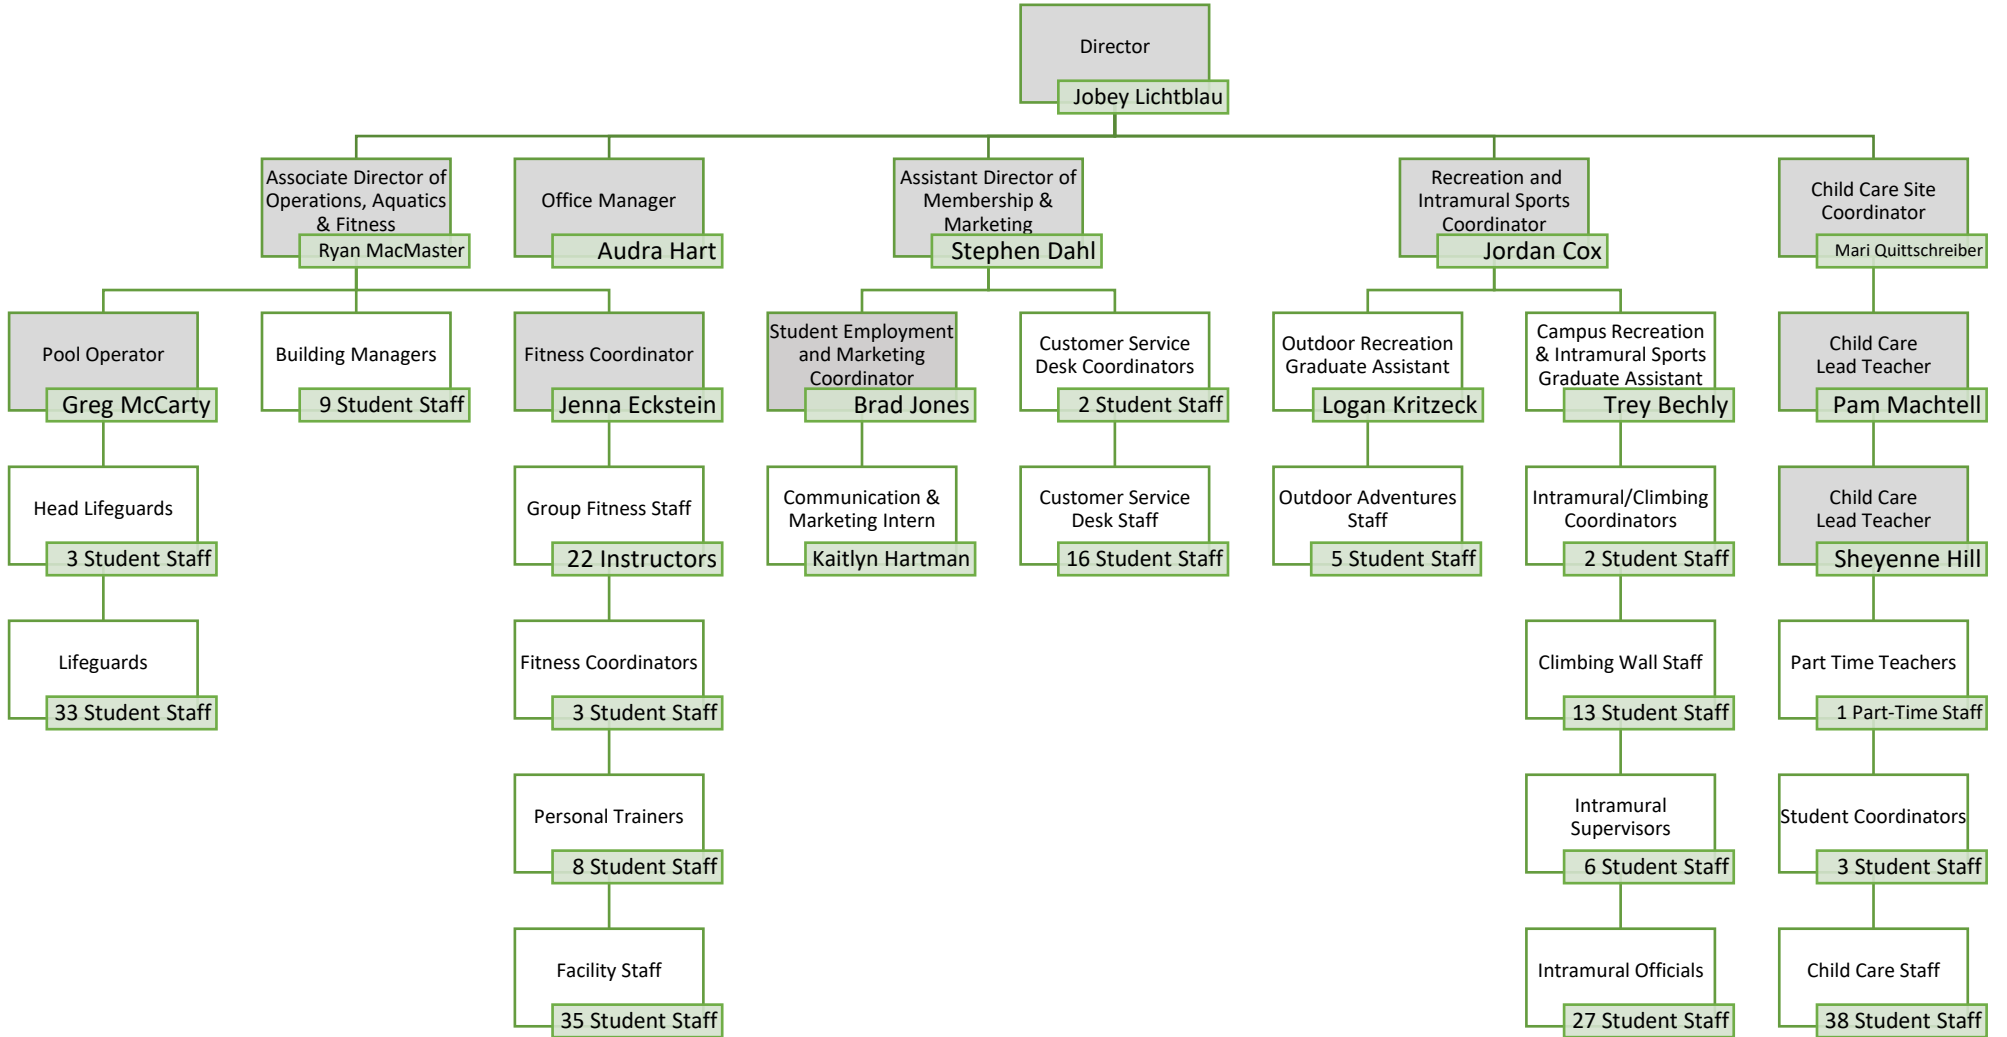 Director
Jobey Lichtblau
Associate Director of
Operations, Aquatics
& Fitness
Ryan MacMaster
Office Manager
Audra Hart
Assistant Director of
Membership &
Marketing
Stephen Dahl
Recreation and
Intramural Sports
Coordinator
Jordan Cox
Child Care Site
Coordinator
Mari Quittschreiber
Pool Operator
Greg McCarty
Building Managers
9 Student Staff
Fitness Coordinator
Jenna Eckstein
Student Employment
and Marketing
Coordinator
Brad Jones
Customer Service
Desk Coordinators
2 Student Staff
Outdoor Recreation
Graduate Assistant
Logan Kritzeck
Campus Recreation
& Intramural Sports
Graduate Assistant
Trey Bechly
Child Care
Lead Teacher
Pam Machtell
Head Lifeguards
3 Student Staff
Group Fitness Staff
22 Instructors
Communication &
Marketing Intern
Kaitlyn Hartman
Customer Service
Desk Staff
16 Student Staff
Outdoor Adventures
Staff
5 Student Staff
Intramural/Climbing
Coordinators
2 Student Staff
Child Care
Lead Teacher
Sheyenne Hill
Lifeguards
33 Student Staff
Fitness Coordinators
3 Student Staff
Climbing Wall Staff
13 Student Staff
Part Time Teachers
1 Part-Time Staff
Personal Trainers
8 Student Staff
Intramural
Supervisors
6 Student Staff
Student Coordinators
3 Student Staff
Facility Staff
35 Student Staff
Intramural Officials
27 Student Staff
Child Care Staff
38 Student Staff